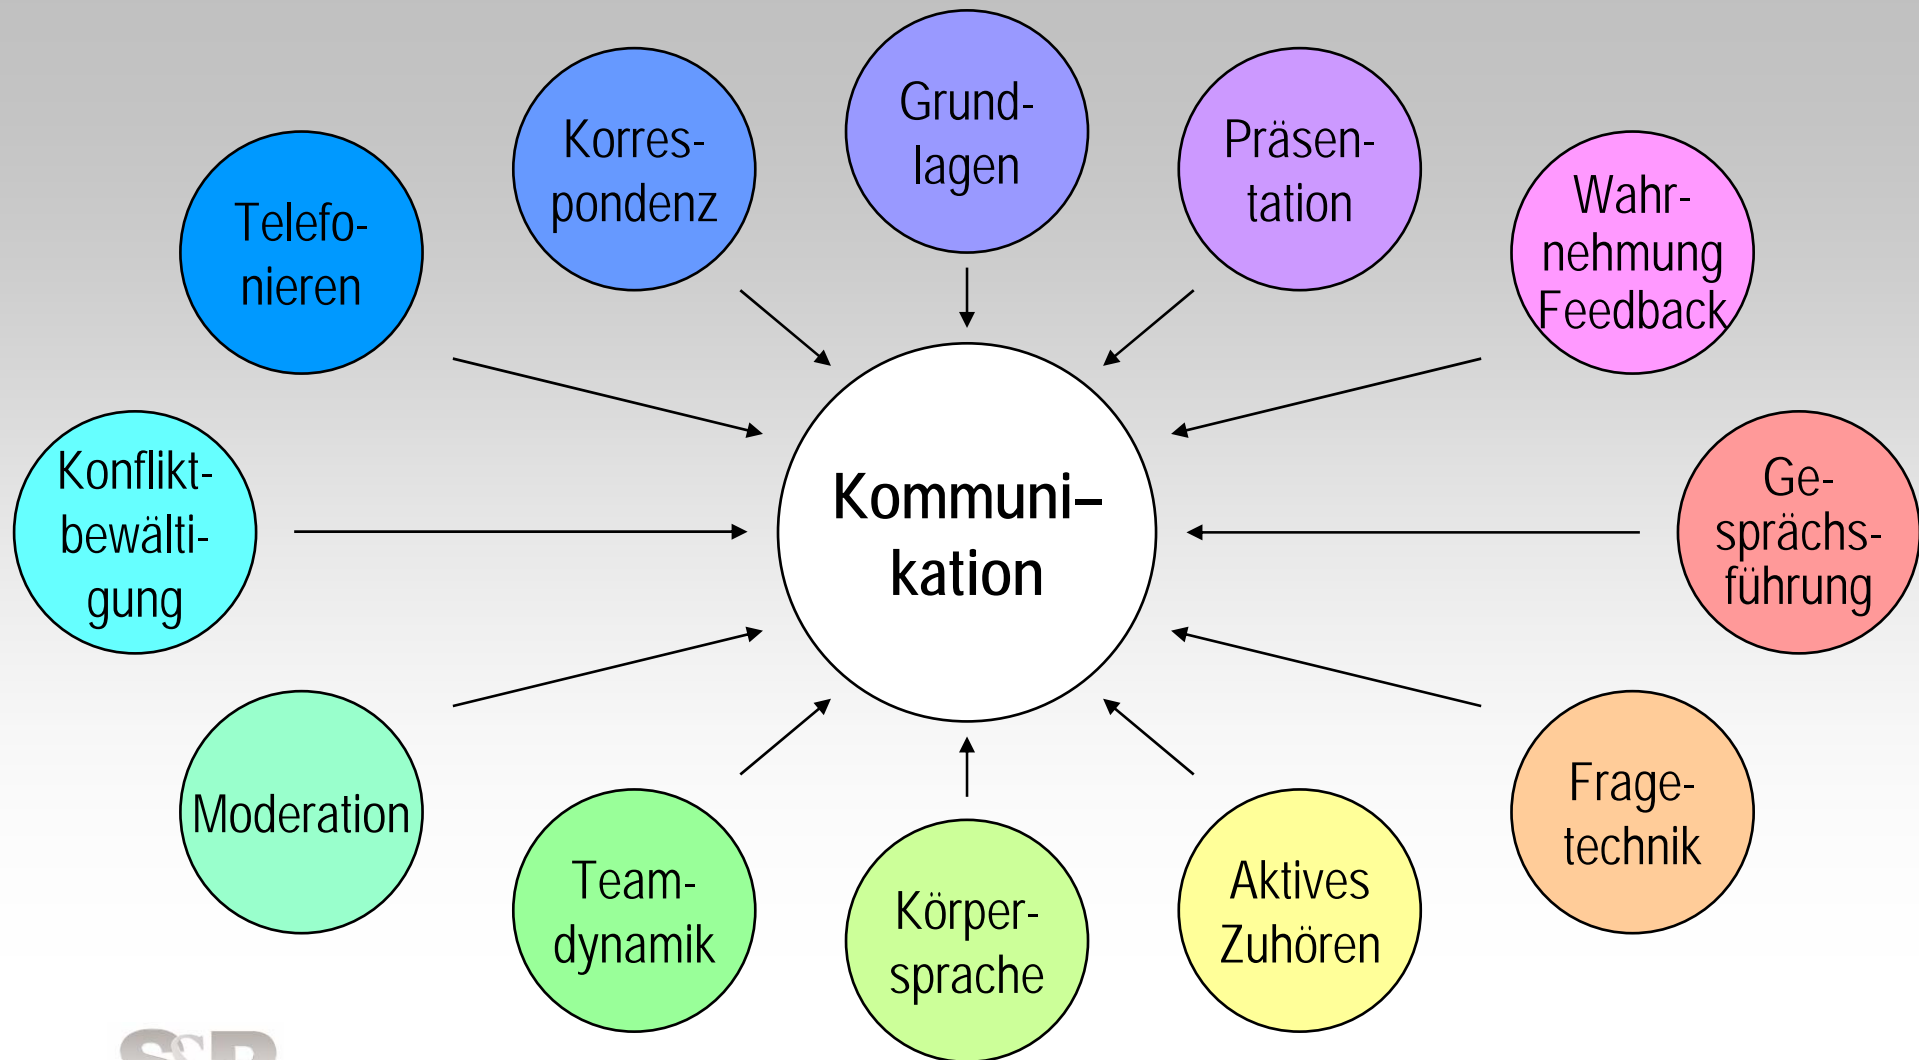 Grund-
lagen
Korres-
pondenz
Präsen-
tation
Telefo-
nieren
Wahr-
nehmung
Feedback
Konflikt-
bewälti-
gung
Kommuni–
kation
Ge-
sprächs-
führung
Moderation
Frage-
technik
Team-
dynamik
Körper-
sprache
Aktives
Zuhören